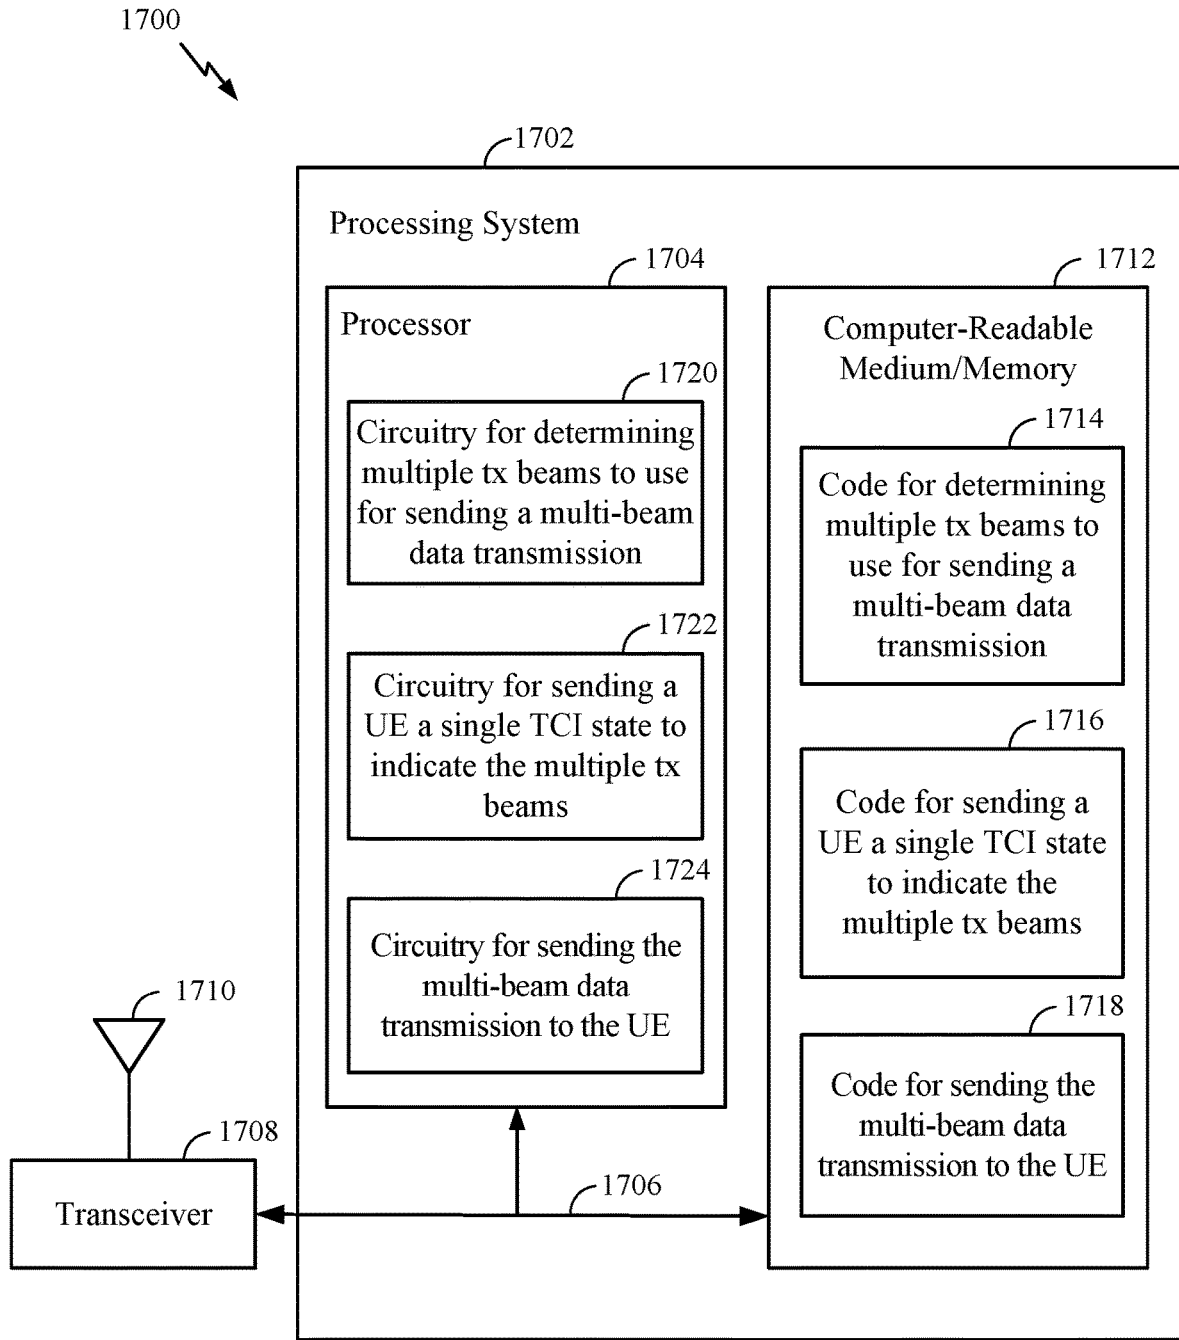 1700
1702
Processing System
1704
Processor
1720
Circuitry for determining
multiple tx beams to use
for sending a multi-beam
data transmission
1722
Circuitry for sending a
UE a single TCI state to
indicate the multiple tx
beams
1724
Circuitry for sending the
multi-beam data
transmission to the UE
1712
Computer-Readable
Medium/Memory
1714
Code for determining
multiple tx beams to
use for sending a
multi-beam data
transmission
1716
Code for sending a
UE a single TCI state
to indicate the
multiple tx beams
1718
Code for sending the
multi-beam data
transmission to the UE
1710
1708
Transceiver
1706